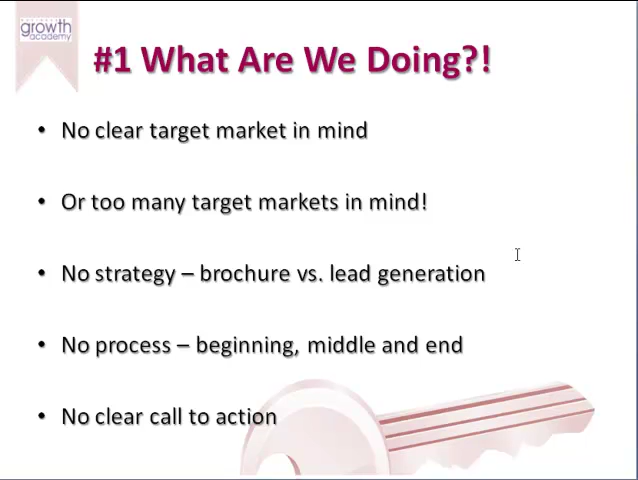 growth
academy
#1 What Are We Doing?!
• No clear target market in mind
• Or too many target markets in mind!
• No strategy – brochure vs. lead generation
• No process – beginning, middle and end
• No clear call to action